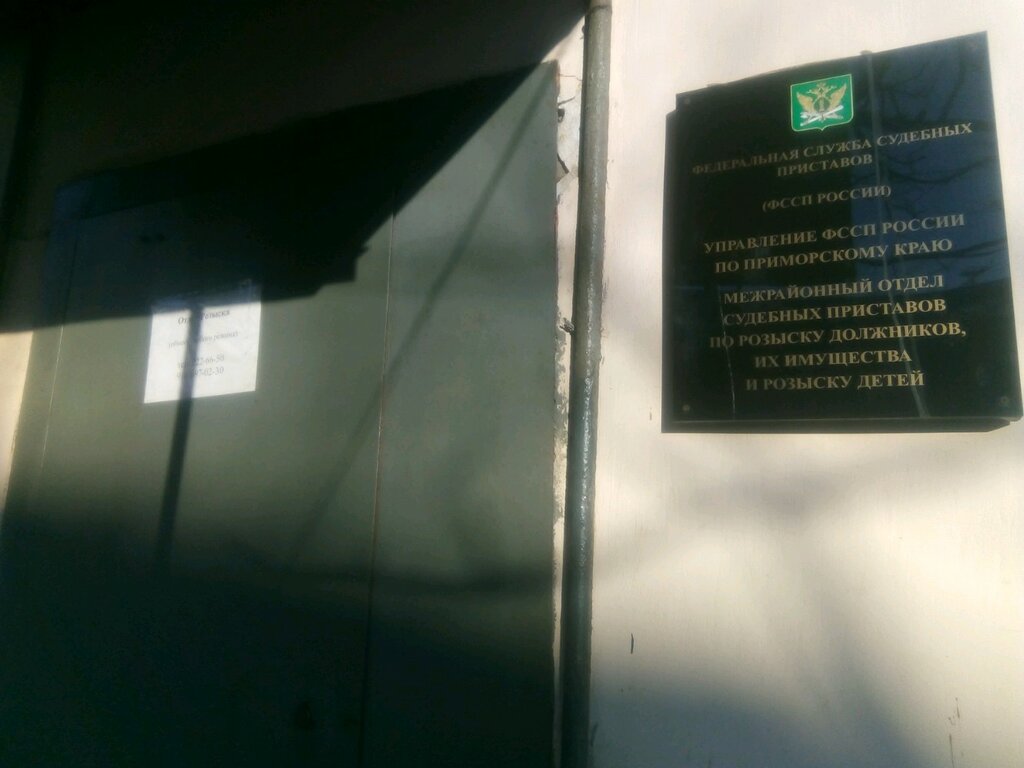 ФЕДЕРАЛЬНАЯ СЛУЖБА СУДЕБНЫХ
ПРИСТАВОВ
(ФССП РОССИИ)
УПРАВЛЕНИЕ ФССП РОССИИ
ПО ПРИМОРСКОМУ КРАЮ
МЕЖРАЙОННЫЙ ОТДЕЛ
СУДЕБНЫХ ПРИСТАВОВ
ПО РОЗЫСКУ ДОЛЖНИКОВ,
ИХ ИМУЩЕСТВА
И РОЗЫСКУ ДЕТЕЙ